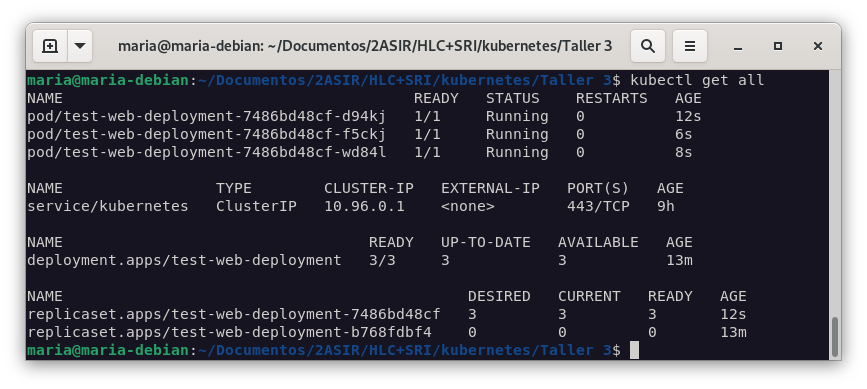 maria@maria-debian: ~/Documentos/2ASIR/HLC+SRI/kubernetes/Taller 3
maria@maria-debian:~/Documentos/2ASIR/HLC+SRI/kubernetes/Taller 3$ kubectl get all
NAME                                       READY   STATUS    RESTARTS   AGE
pod/test-web-deployment-7486bd48cf-d94kj   1/1     Running   0          12s
pod/test-web-deployment-7486bd48cf-f5ckj   1/1     Running   0          6s
pod/test-web-deployment-7486bd48cf-wd84l   1/1     Running   0          8s
NAME                 TYPE        CLUSTER-IP   EXTERNAL-IP   PORT(S)   AGE
service/kubernetes   ClusterIP   10.96.0.1    <none>        443/TCP   9h
NAME                                  READY   UP-TO-DATE   AVAILABLE   AGE
deployment.apps/test-web-deployment   3/3     3            3           13m
NAME                                             DESIRED   CURRENT   READY   AGE
replicaset.apps/test-web-deployment-7486bd48cf   3         3         3       12s
replicaset.apps/test-web-deployment-b768fdbf4    0         0         0       13m
maria@maria-debian:~/Documentos/2ASIR/HLC+SRI/kubernetes/Taller 3$